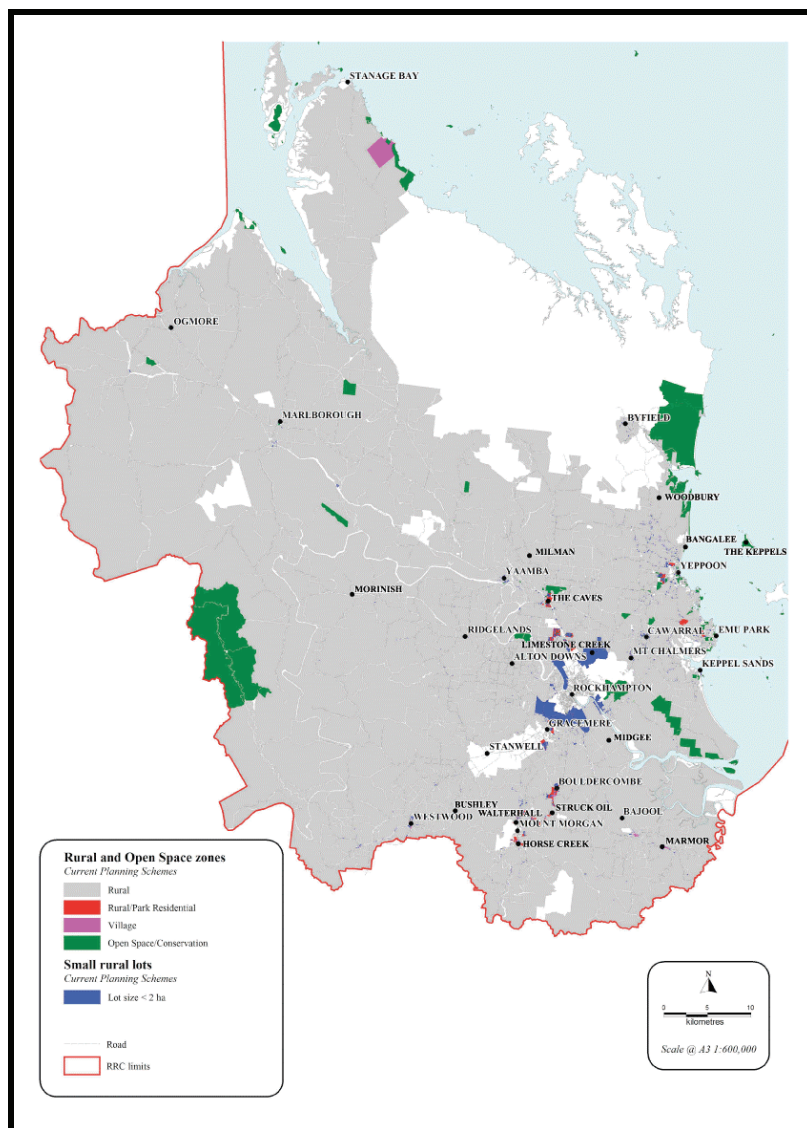 STANAGE BAY
OGMORE
MARLBOROUGH
BYFIELD
WOODBURY
BANGALEE
THE KEPPELS
MILMAN
YEPPOON
YAAMBA
MORINISH
THE CAVES
RIDGELANDS
CAWARRAL
EMU PARK
LIMESTONE CREEK
ALTON DOWNS
MT CHALMERS
KEPPEL SANDS
ROCKHAMPTON
GRACEMERE
MIDGEE
STANWELL
BOULDERCOMBE
BUSHLEY
STRUCK OIL
WALTERHALL
BAJOOL
WESTWOOD
MOUNT MORGAN
HORSE CREEK
MARMOR
Rural and Open Space zones
Current Planning Schemes
Rural
Rural/Park Residential
Village
Open Space/Conservation
Small rural lots
Current Planning Schemes
Lot size < 2 ha
Road
RRC limits
N
0 5 10
kilometres
Scale @ A3 1:600,000